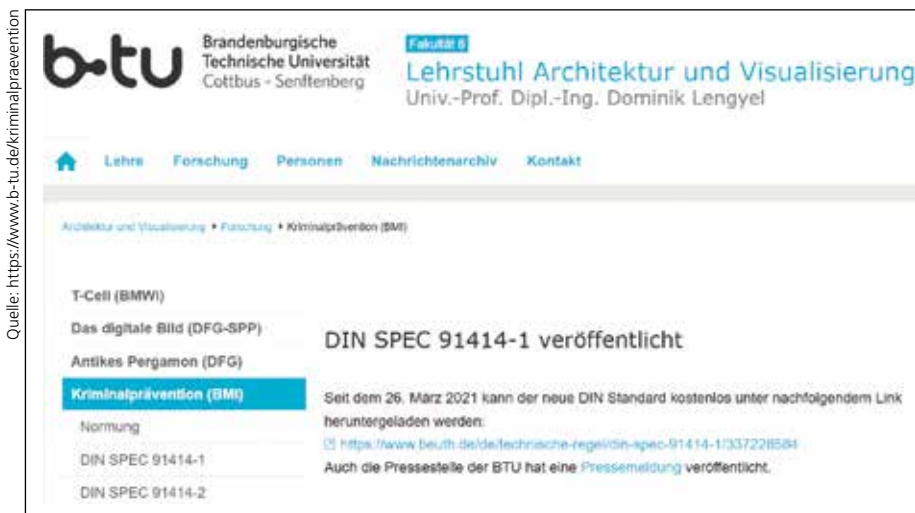 Quelle: https://www.b-tu.de/kriminalpraevention
b-tu
Brandenburgische
Technische Universität
Cottbus - Senftenberg
Fakultät 6
Lehrstuhl Architektur und Visualisierung
Univ.-Prof. Dipl.-Ing. Dominik Lengyel
Lehre Forschung Personen Nachrichtenarchiv Kontakt
Architektur und Visualisierung Forschung Kriminalprävention (BMI)
T-Cell (BMWi)
Das digitale Bild (DFG-SPP)
Antikes Pergamon (DFG)
Kriminalprävention (BMI)
Normung
DIN SPEC 91414-1
DIN SPEC 91414-2
DIN SPEC 91414-1 veröffentlicht
Seit dem 26. März 2021 kann der neue DIN Standard kostenlos unter nachfolgendem Link
heruntergeladen werden:
https://www.beuth.de/de/technische-regel/din-spec-91414-1/337228584
Auch die Pressestelle der BTU hat eine Pressemeldung veröffentlicht.